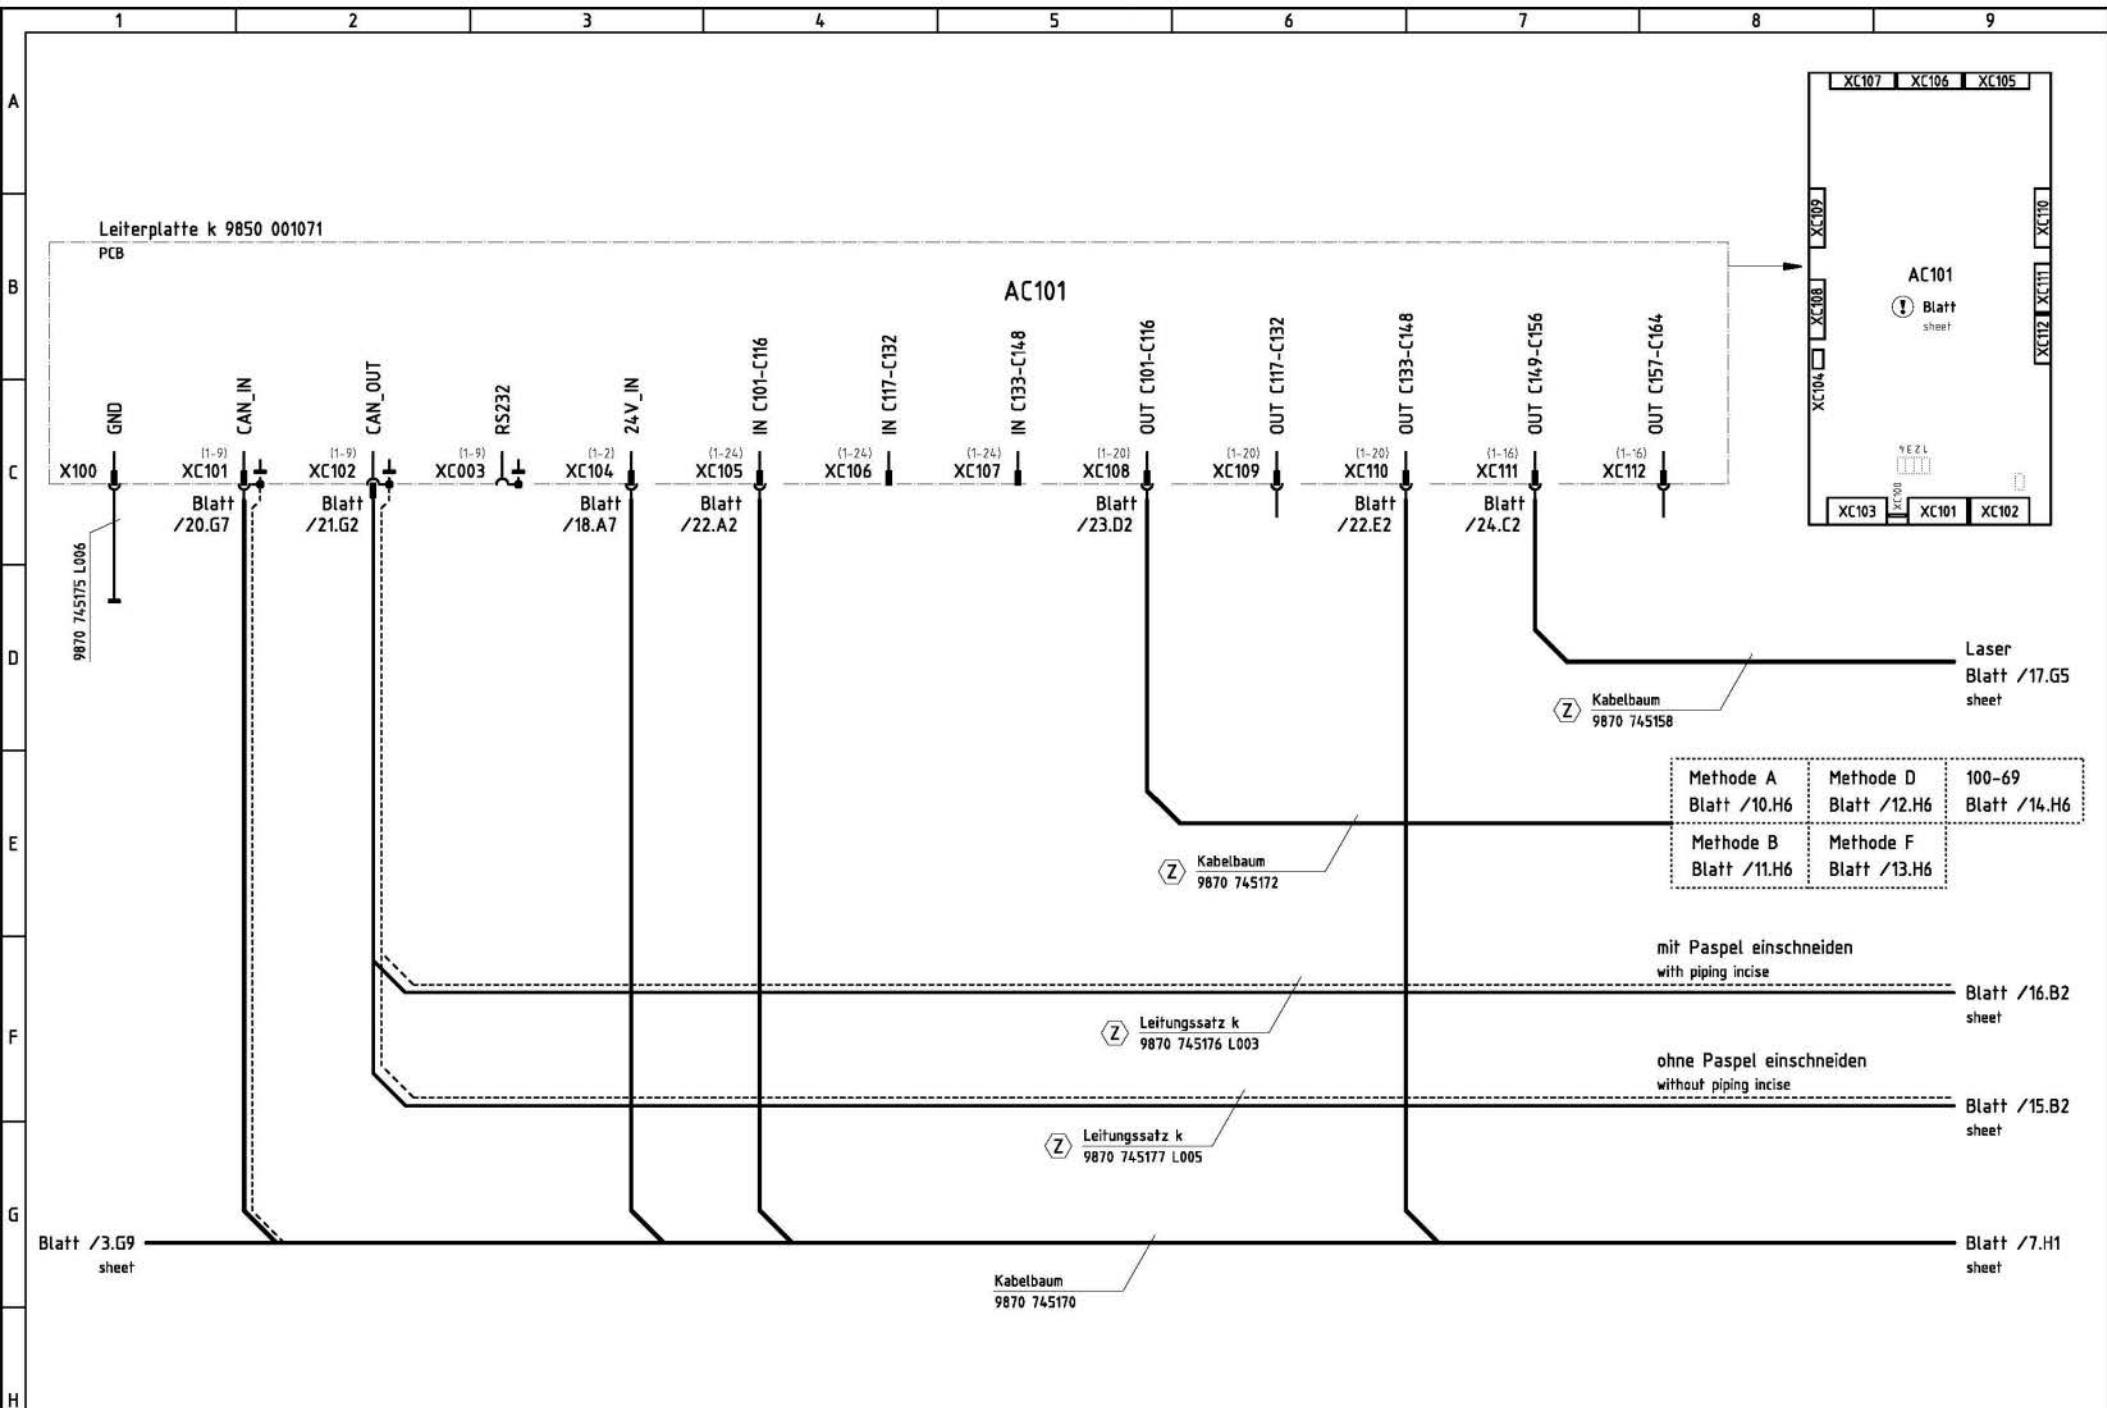 1 2 3 4 5 6 7 8 9
A
B
C
D
E
F
G
H
XC107 XC106 XC105
XC109
XC108
XC104
XC110
XC111
XC112
AC101
! Blatt
sheet
1234
XC103 XC100 XC101 XC102
Leiterplatte k 9850 001071
PCB
AC101
GND
CAN_IN
CAN_OUT
RS232
24V_IN
IN C101-C116
IN C117-C132
IN C133-C148
OUT C101-C116
OUT C117-C132
OUT C133-C148
OUT C149-C156
OUT C157-C164
(1-9) (1-9) (1-9) (1-2) (1-24) (1-24) (1-24) (1-20) (1-20) (1-20) (1-16) (1-16)
X100 XC101 XC102 XC003 XC104 XC105 XC106 XC107 XC108 XC109 XC110 XC111 XC112
Blatt Blatt Blatt Blatt Blatt Blatt Blatt
/20.G7 /21.G2 /18.A7 /22.A2 /23.D2 /22.E2 /24.C2
9870 745175 L006
Laser
Blatt /17.G5
sheet
Z Kabelbaum
9870 745158
Methode A Methode D 100-69
Blatt /10.H6 Blatt /12.H6 Blatt /14.H6
Methode B Methode F
Blatt /11.H6 Blatt /13.H6
Z Kabelbaum
9870 745172
mit Paspel einschneiden
with piping incise
Blatt /16.B2
sheet
Z Leitungssatz k
9870 745176 L003
ohne Paspel einschneiden
without piping incise
Blatt /15.B2
sheet
Z Leitungssatz k
9870 745177 L005
Blatt /3.G9
sheet
Blatt /7.H1
sheet
Kabelbaum
9870 745170